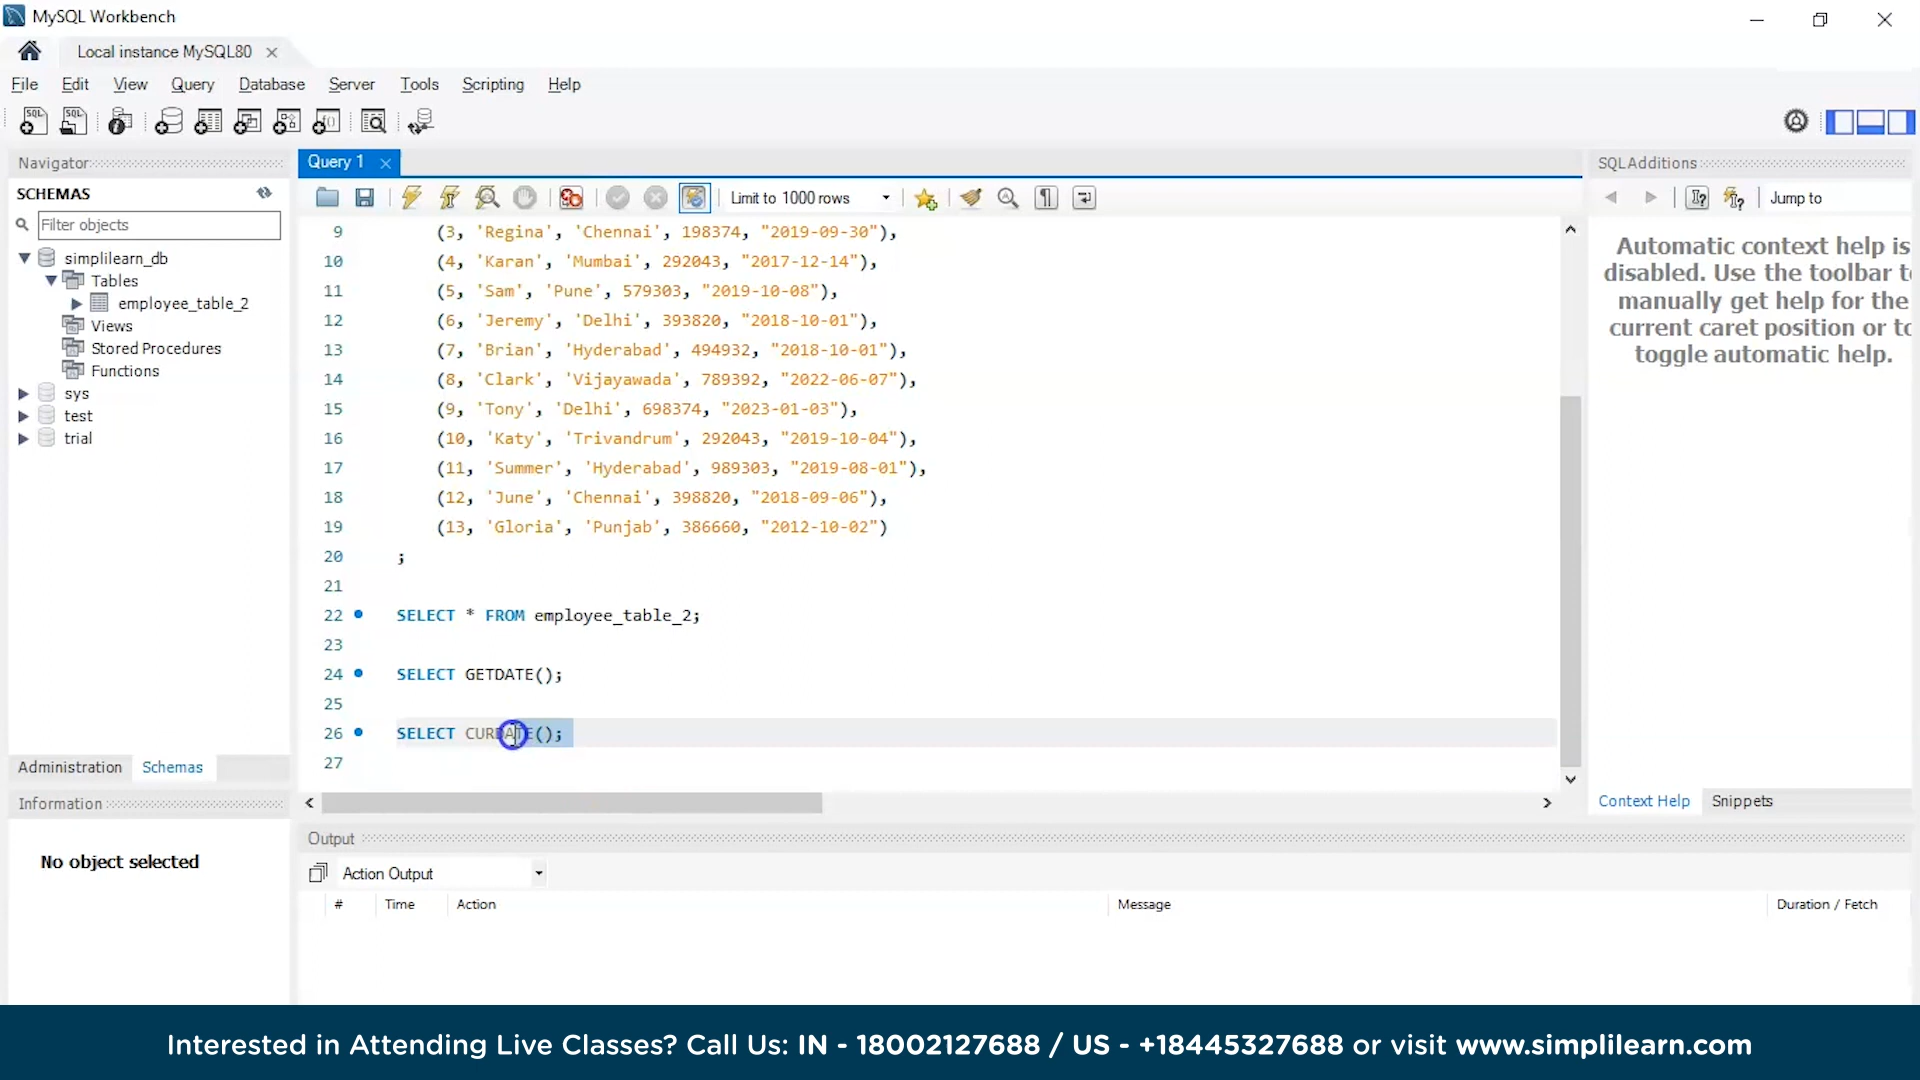 MySQL Workbench
Local instance MySQL80
File Edit View Query Database Server Tools Scripting Help
Navigator
SCHEMAS
Filter objects
simplilearn_db
Tables
employee_table_2
Views
Stored Procedures
Functions
sys
test
trial
Administration Schemas
Information
No object selected
Query 1
Limit to 1000 rows
9 (3, 'Regina', 'Chennai', 198374, "2019-09-30"),
10 (4, 'Karan', 'Mumbai', 292043, "2017-12-14"),
11 (5, 'Sam', 'Pune', 579303, "2019-10-08"),
12 (6, 'Jeremy', 'Delhi', 393820, "2018-10-01"),
13 (7, 'Brian', 'Hyderabad', 494932, "2018-10-01"),
14 (8, 'Clark', 'Vijayawada', 789392, "2022-06-07"),
15 (9, 'Tony', 'Delhi', 698374, "2023-01-03"),
16 (10, 'Katy', 'Trivandrum', 292043, "2019-10-04"),
17 (11, 'Summer', 'Hyderabad', 989303, "2019-08-01"),
18 (12, 'June', 'Chennai', 398820, "2018-09-06"),
19 (13, 'Gloria', 'Punjab', 386660, "2012-10-02")
20 ;
21
22 SELECT * FROM employee_table_2;
23
24 SELECT GETDATE();
25
26 SELECT CURDATE();
27
SQLAdditions
Jump to
Automatic context help is
disabled. Use the toolbar t
manually get help for the
current caret position or to
toggle automatic help.
Context Help Snippets
Output
Action Output
# Time Action Message Duration / Fetch
Interested in Attending Live Classes? Call Us: IN - 18002127688 / US - +18445327688 or visit www.simplilearn.com